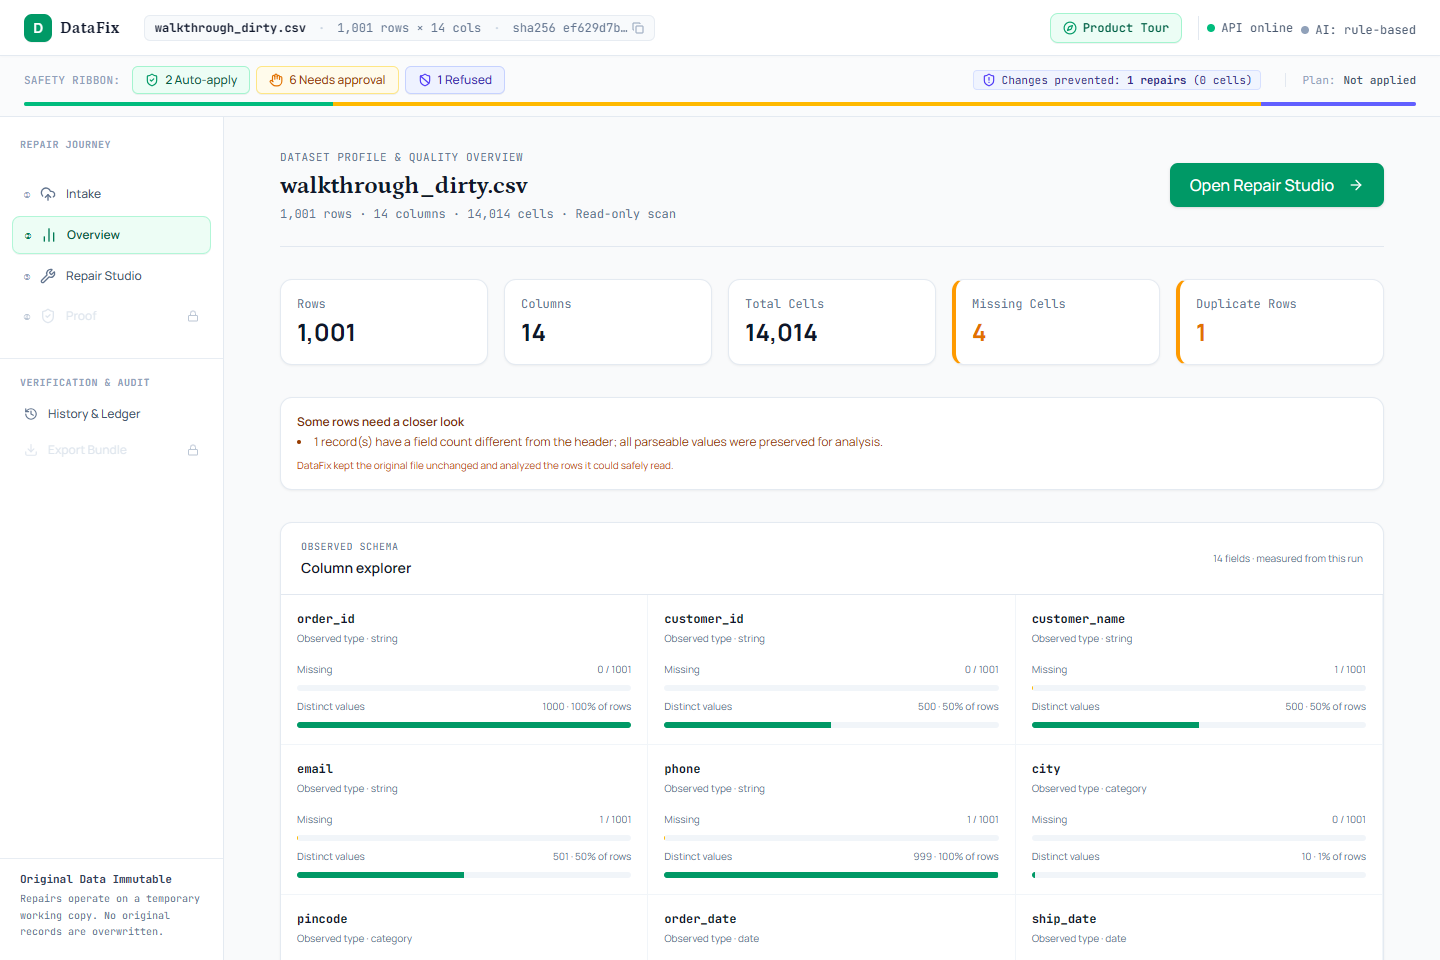 D DataFix
walkthrough_dirty.csv · 1,001 rows × 14 cols · sha256 ef629d7b…
Product Tour
API online
AI: rule-based
SAFETY RIBBON:
2 Auto-apply
6 Needs approval
1 Refused
Changes prevented: 1 repairs (0 cells)
Plan: Not applied
REPAIR JOURNEY
Intake
Overview
Repair Studio
Proof
VERIFICATION & AUDIT
History & Ledger
Export Bundle
Original Data Immutable
Repairs operate on a temporary
working copy. No original
records are overwritten.
DATASET PROFILE & QUALITY OVERVIEW
walkthrough_dirty.csv
1,001 rows · 14 columns · 14,014 cells · Read-only scan
Open Repair Studio
Rows
1,001
Columns
14
Total Cells
14,014
Missing Cells
4
Duplicate Rows
1
Some rows need a closer look
• 1 record(s) have a field count different from the header; all parseable values were preserved for analysis.
DataFix kept the original file unchanged and analyzed the rows it could safely read.
OBSERVED SCHEMA
Column explorer
14 fields · measured from this run
order_id
Observed type · string
Missing 0 / 1001
Distinct values 1000 · 100% of rows
customer_id
Observed type · string
Missing 0 / 1001
Distinct values 500 · 50% of rows
customer_name
Observed type · string
Missing 1 / 1001
Distinct values 500 · 50% of rows
email
Observed type · string
Missing 1 / 1001
Distinct values 501 · 50% of rows
phone
Observed type · string
Missing 1 / 1001
Distinct values 999 · 100% of rows
city
Observed type · category
Missing 0 / 1001
Distinct values 10 · 1% of rows
pincode
Observed type · category
order_date
Observed type · date
ship_date
Observed type · date